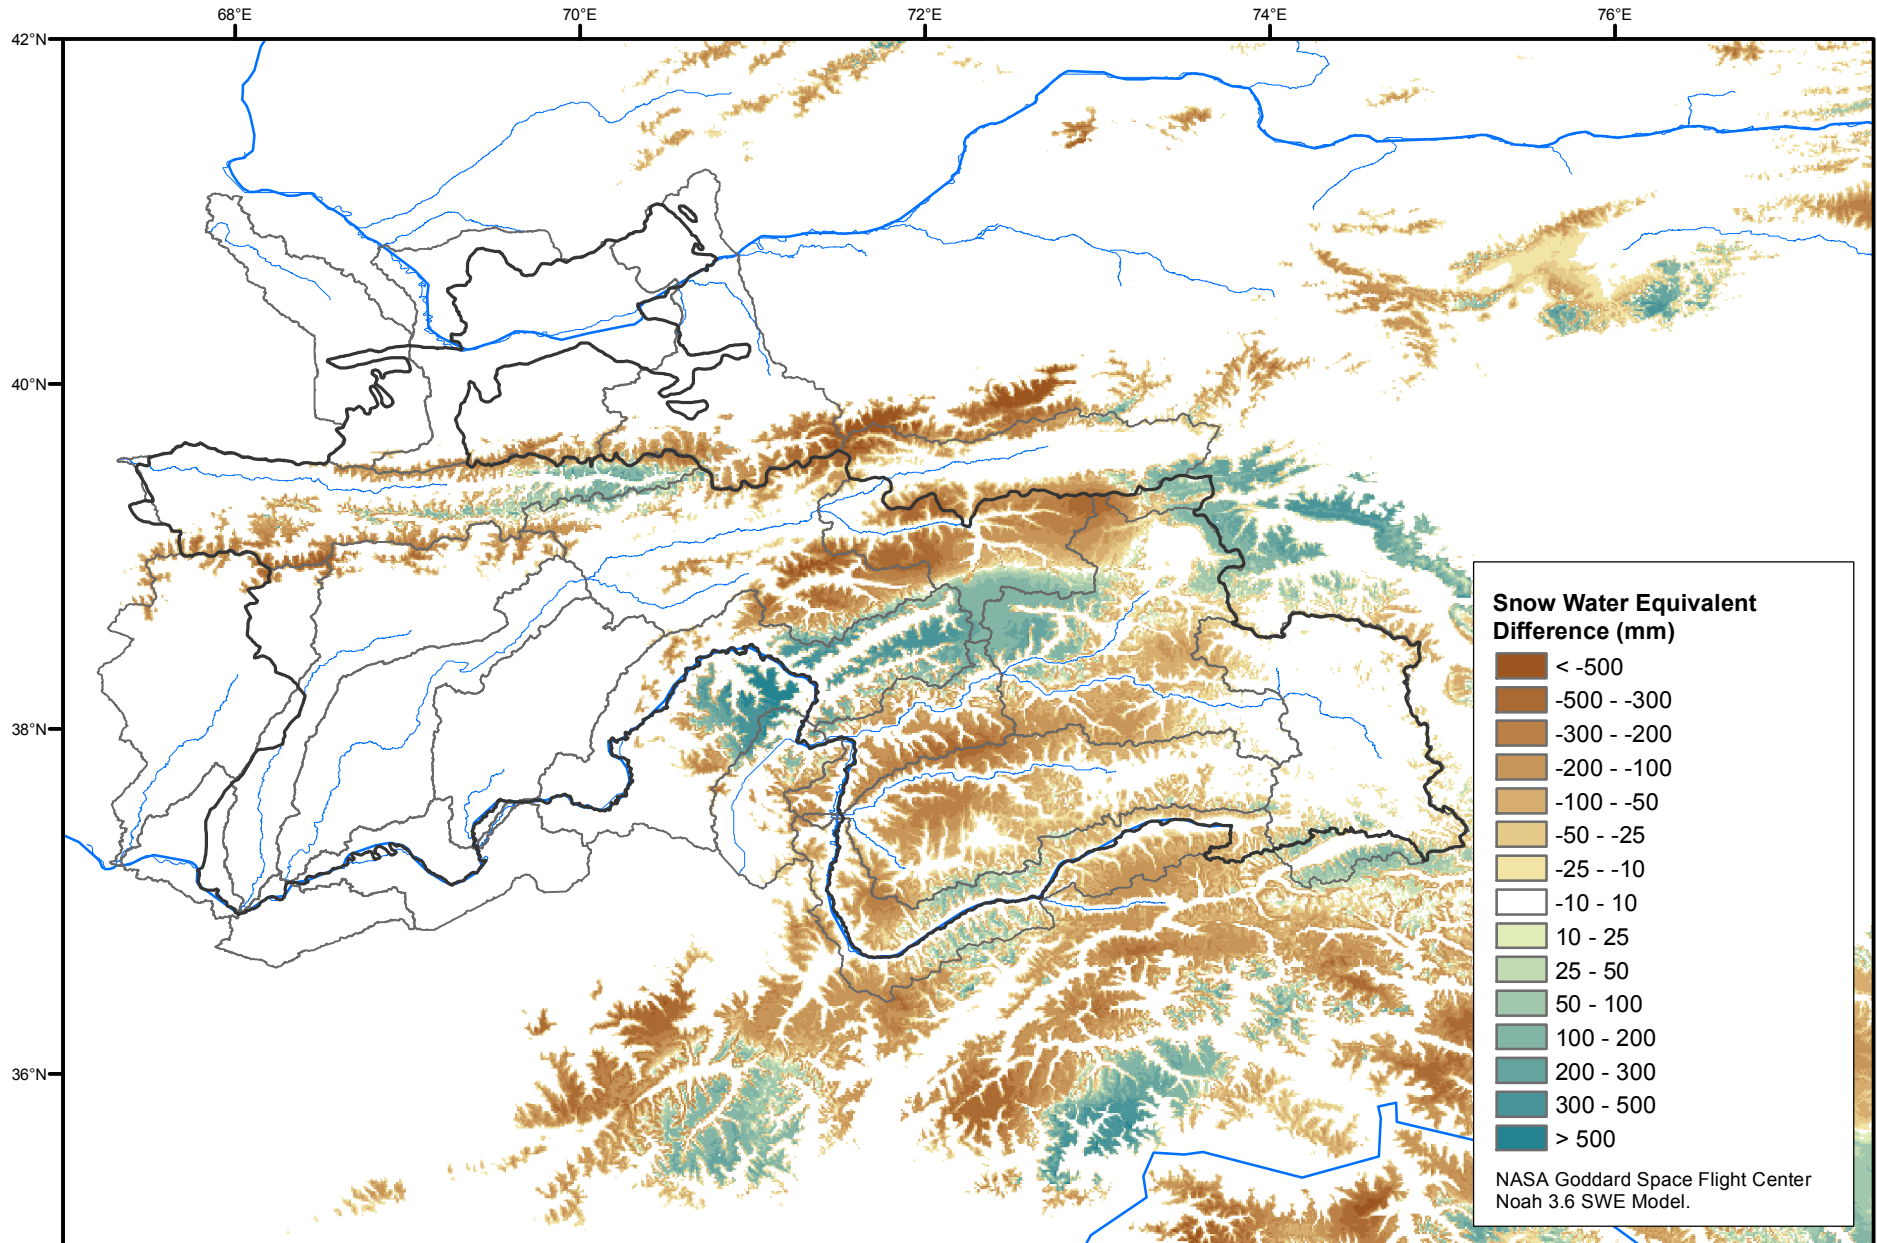 68°E
70°E
72°E
74°E
76°E
42°N
40°N
38°N
36°N
Snow Water Equivalent
Difference (mm)
< -500
-500 - -300
-300 - -200
-200 - -100
-100 - -50
-50 - -25
-25 - -10
-10 - 10
10 - 25
25 - 50
50 - 100
100 - 200
200 - 300
300 - 500
> 500
NASA Goddard Space Flight Center
Noah 3.6 SWE Model.